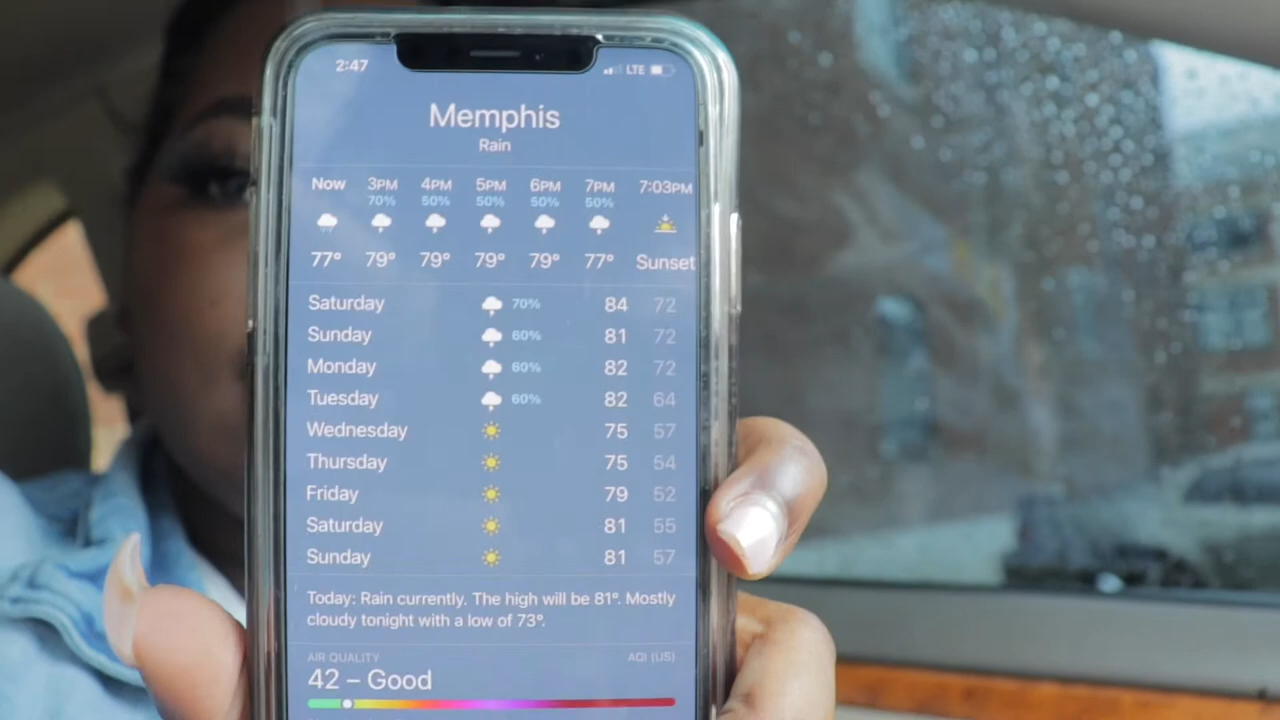 2:47 LTE
Memphis
Rain
Now 3PM 4PM 5PM 6PM 7PM 7:03PM
70% 50% 50% 50% 50%
77° 79° 79° 79° 79° 77° Sunset
Saturday 70% 84 72
Sunday 60% 81 72
Monday 60% 82 72
Tuesday 60% 82 64
Wednesday 75 57
Thursday 75 54
Friday 79 52
Saturday 81 55
Sunday 81 57
Today: Rain currently. The high will be 81°. Mostly
cloudy tonight with a low of 73°.
AIR QUALITY AQI (US)
42 – Good